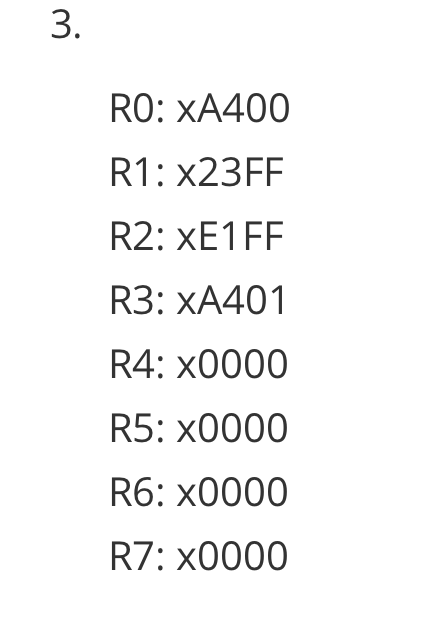 3.
R0: xA400
R1: x23FF
R2: xE1FF
R3: xA401
R4: x0000
R5: x0000
R6: x0000
R7: x0000